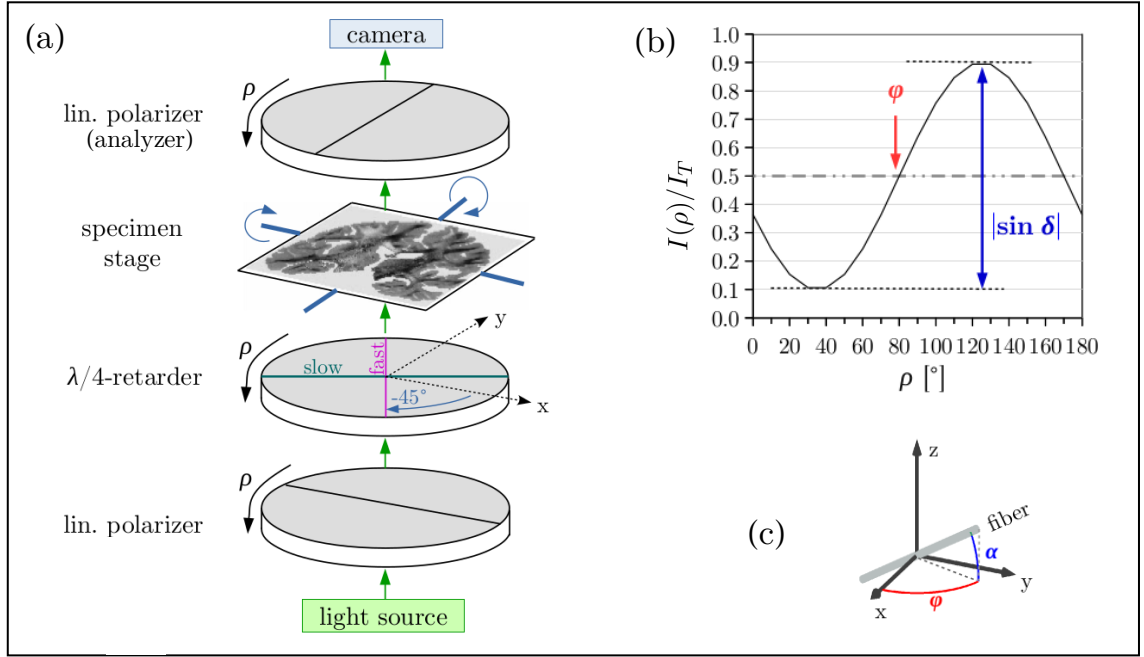 (a)
camera
ρ
lin. polarizer
(analyzer)
specimen
stage
ρ
λ/4-retarder
slow
fast
y
x
-45°
ρ
lin. polarizer
light source
(b)
I(ρ)/I_T
1.0
0.9
0.8
0.7
0.6
0.5
0.4
0.3
0.2
0.1
0.0
φ
|sin δ|
0 20 40 60 80 100 120 140 160 180
ρ [°]
(c)
z
fiber
α
y
x
φ